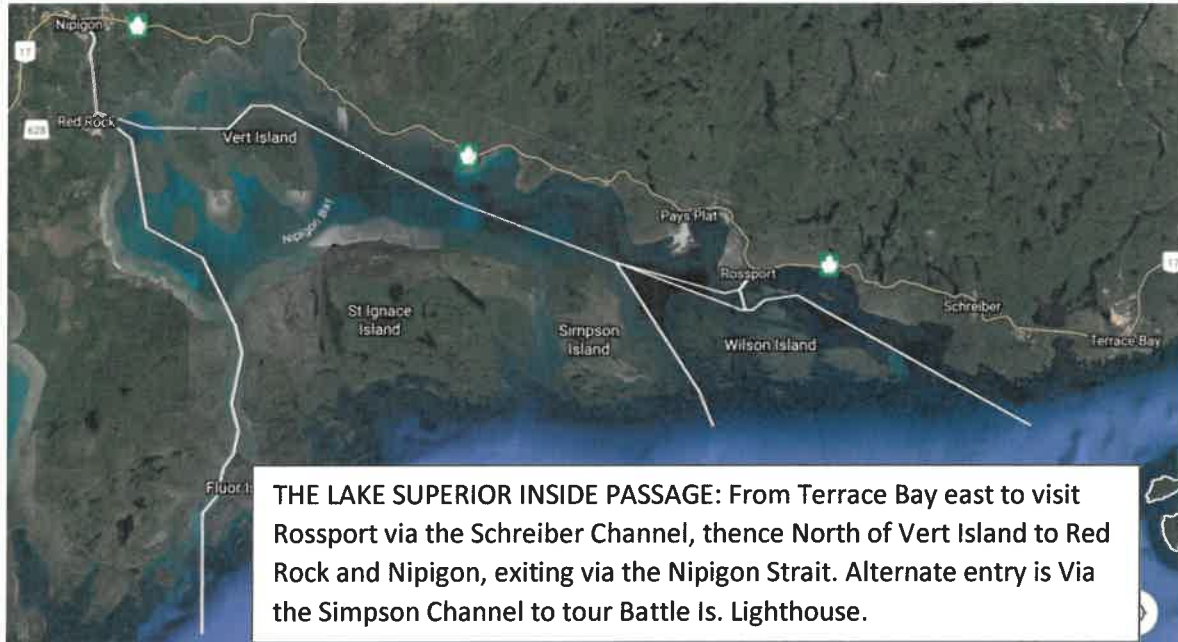 Nipigon
17
628
Red Rock
Vert Island
Nipigon Bay
Pays Plat
Rossport
17
Schreiber
Terrace Bay
St Ignace
Island
Simpson
Island
Wilson Island
Fluor Is
THE LAKE SUPERIOR INSIDE PASSAGE: From Terrace Bay east to visit
Rossport via the Schreiber Channel, thence North of Vert Island to Red
Rock and Nipigon, exiting via the Nipigon Strait. Alternate entry is Via
the Simpson Channel to tour Battle Is. Lighthouse.